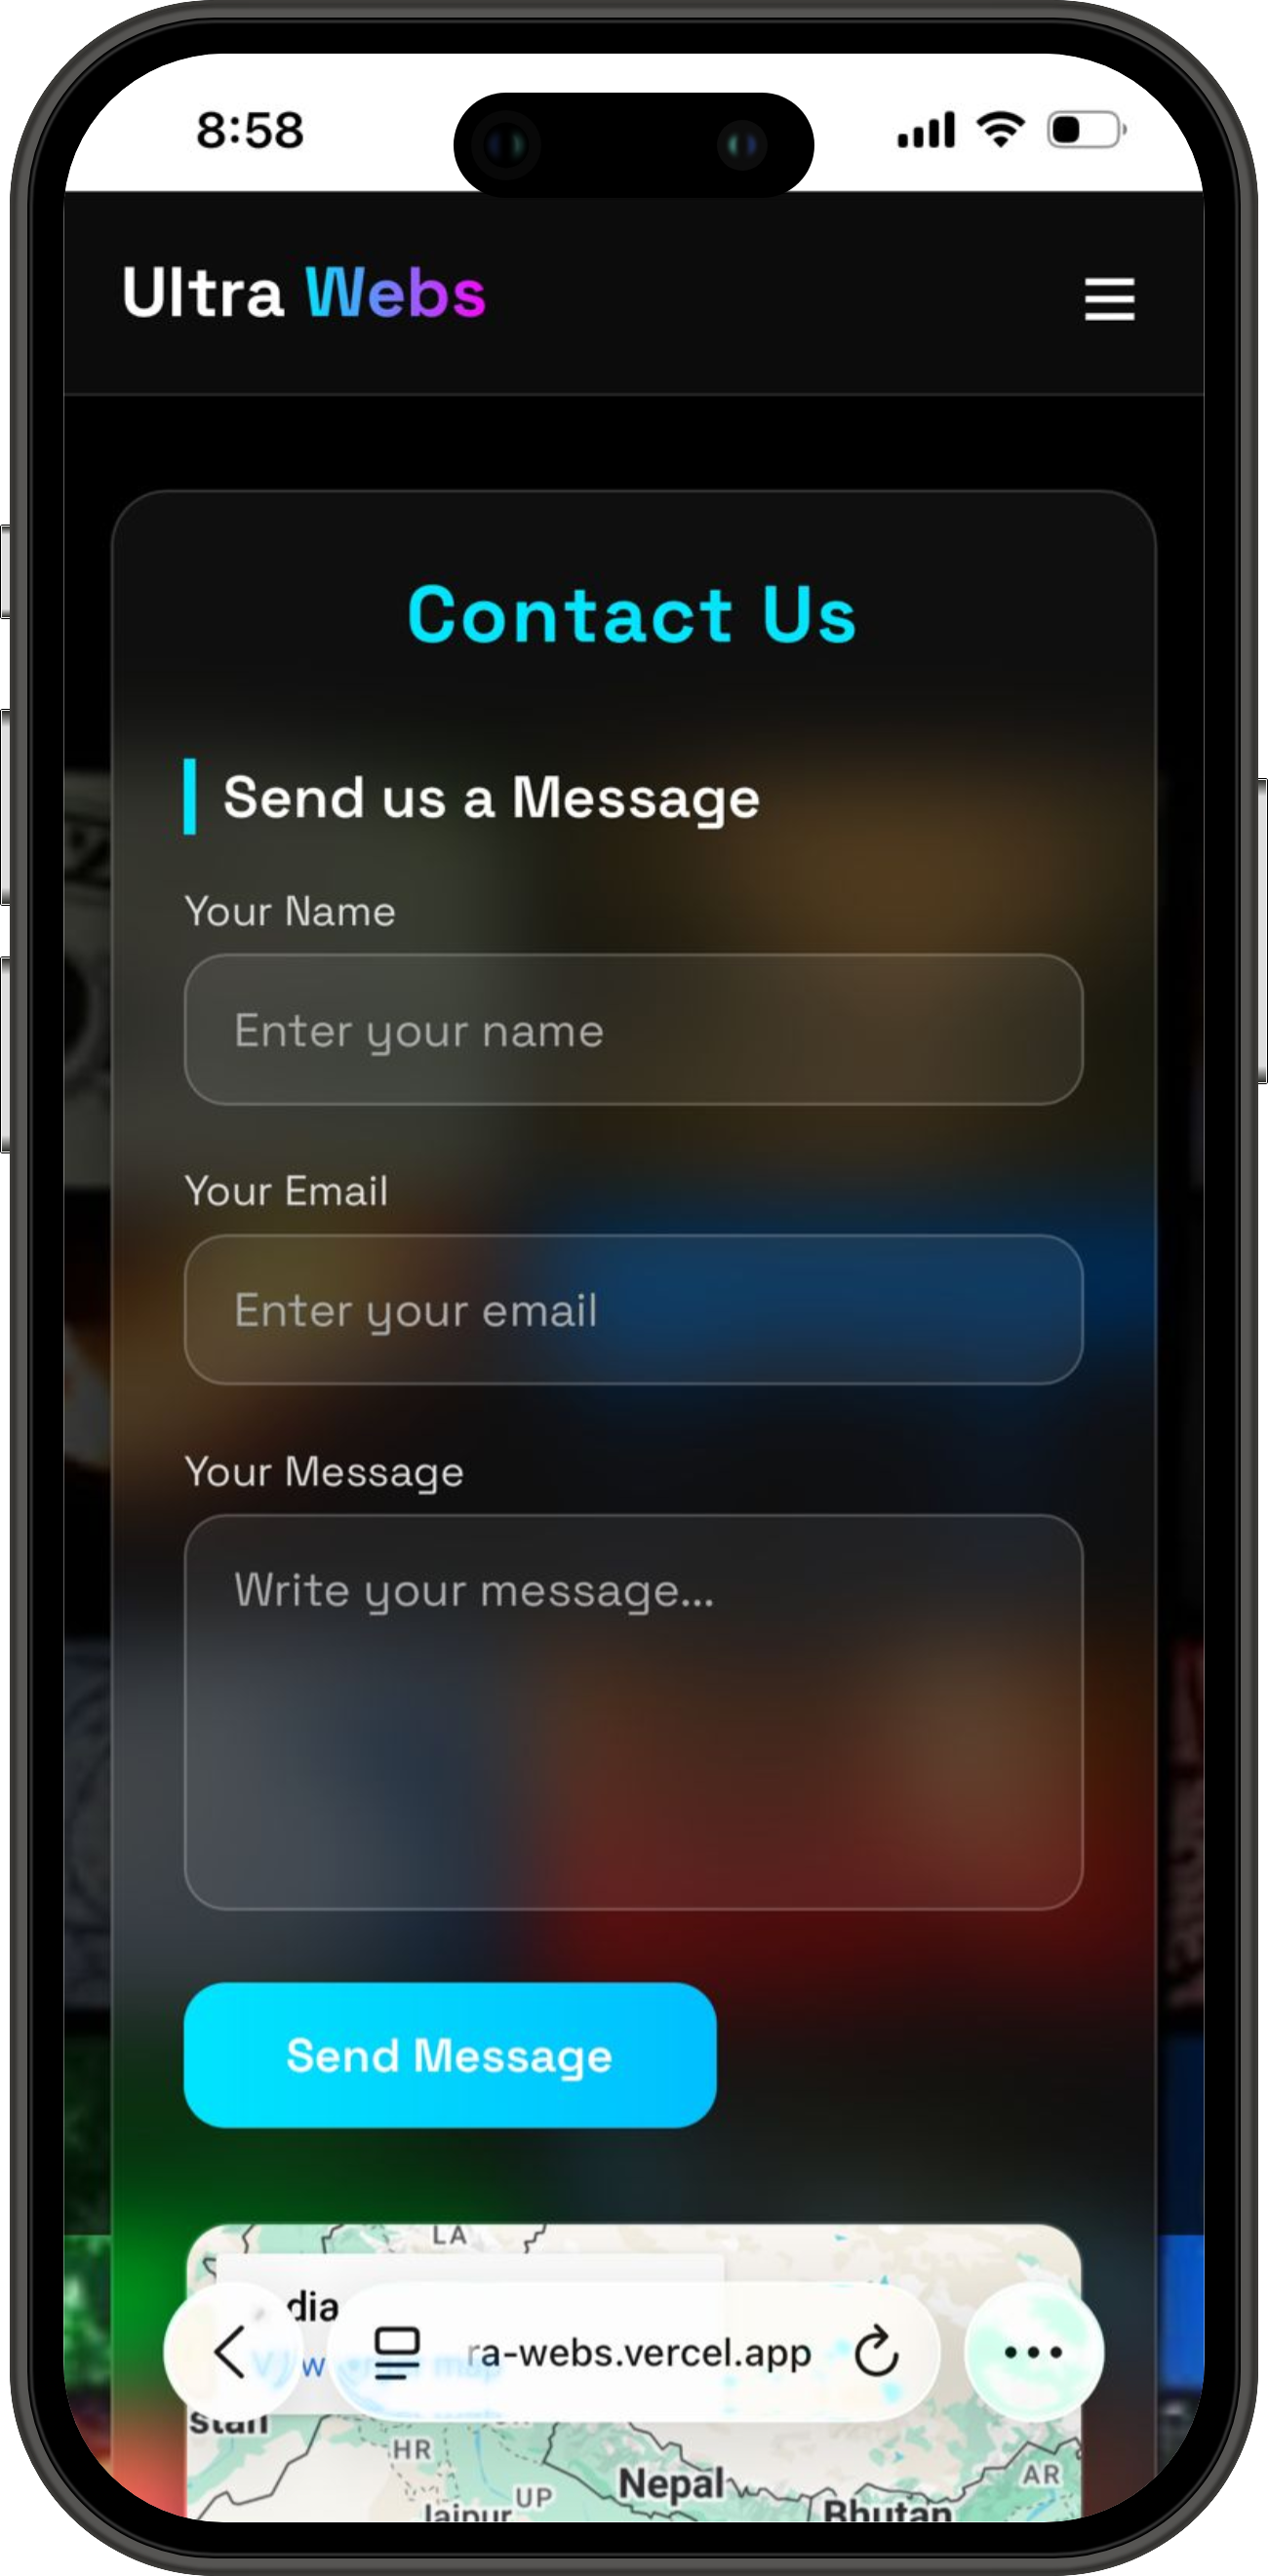 8:58
Ultra Webs
Contact Us
Send us a Message
Your Name
Enter your name
Your Email
Enter your email
Your Message
Write your message...
Send Message
LA
dia
ra-webs.vercel.app
stan
HR
UP
Nepal
AR
Jaipur
Bhutan